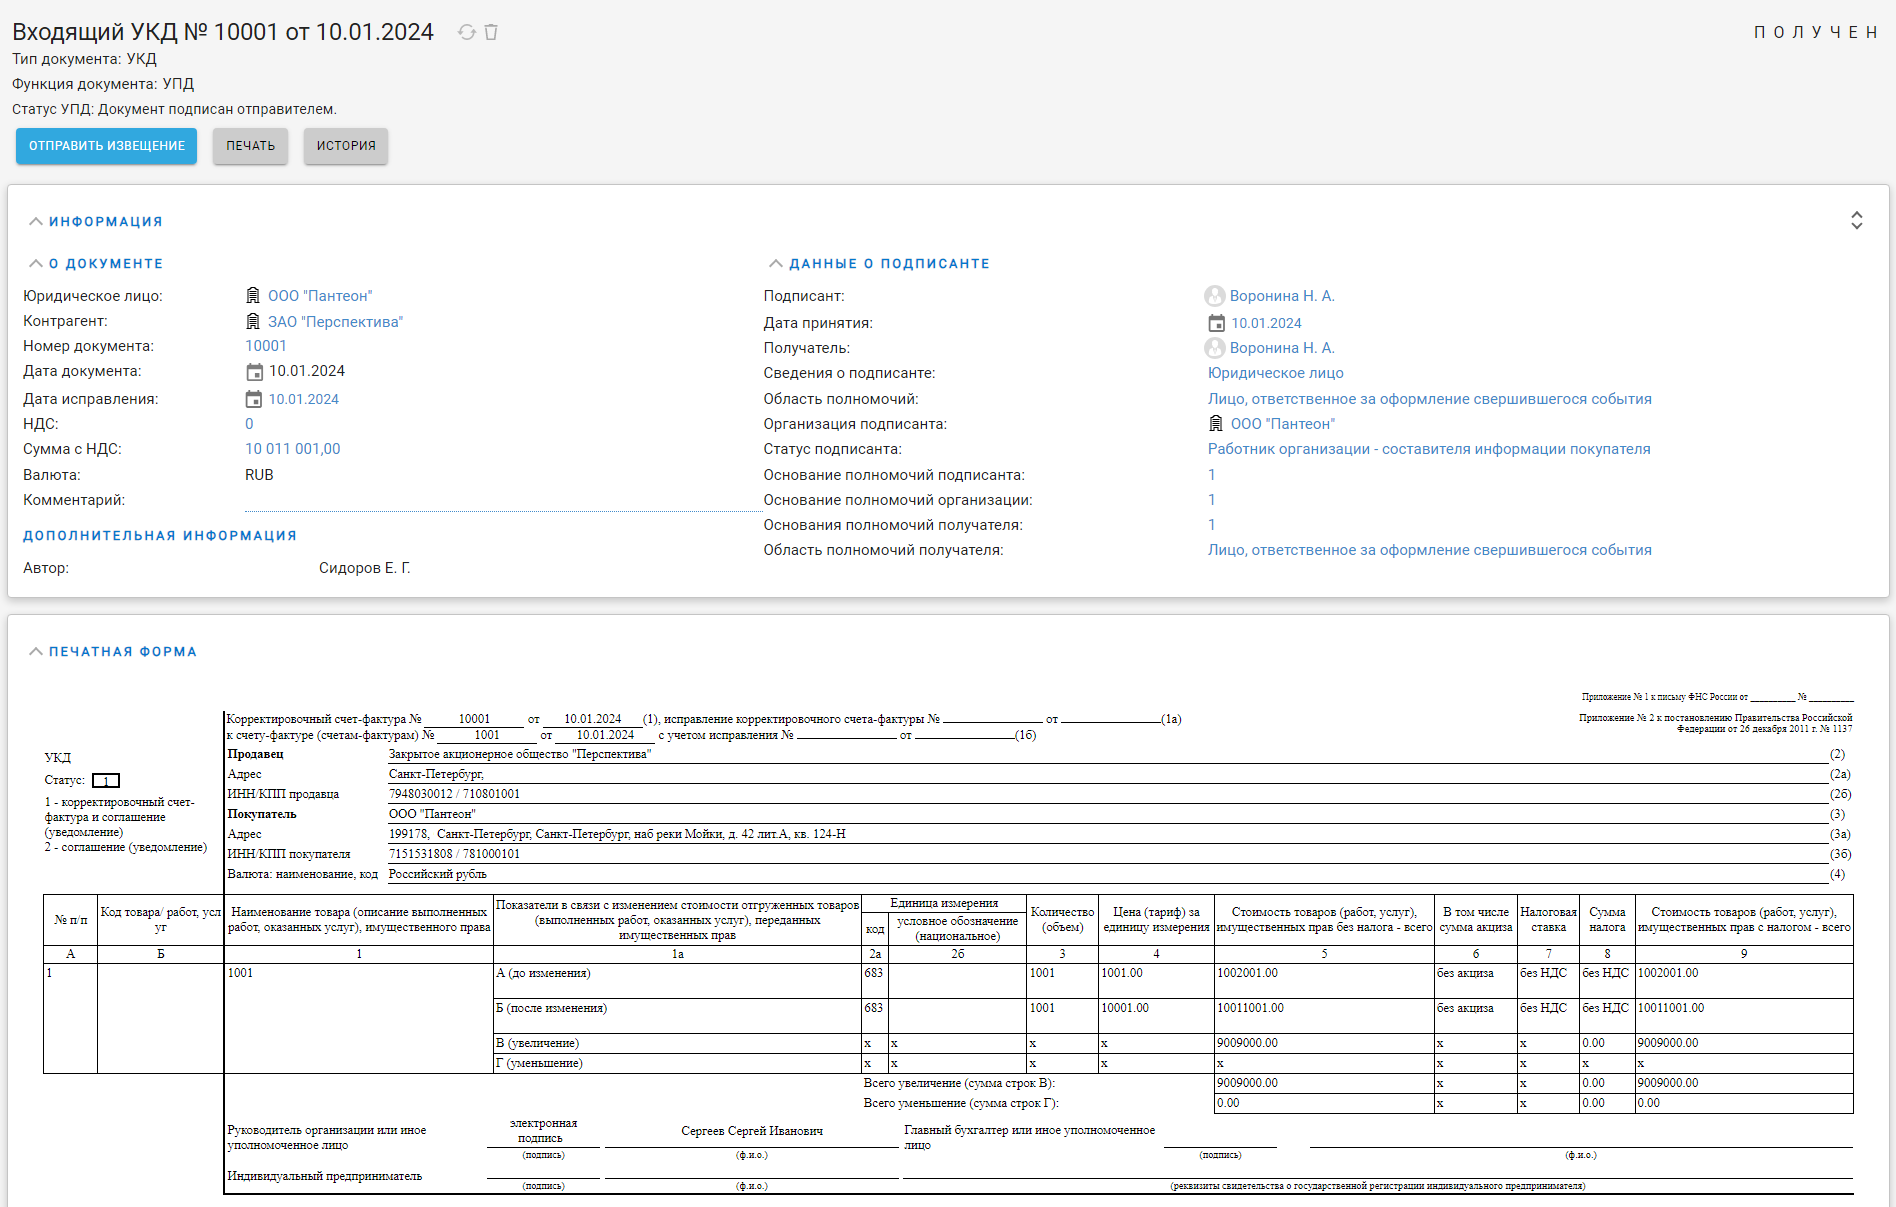 Входящий УКД № 10001 от 10.01.2024
ПОЛУЧЕН
Тип документа: УКД
Функция документа: УПД
Статус УПД: Документ подписан отправителем.
ОТПРАВИТЬ ИЗВЕЩЕНИЕ ПЕЧАТЬ ИСТОРИЯ
ИНФОРМАЦИЯ
О ДОКУМЕНТЕ
Юридическое лицо: ООО "Пантеон"
Контрагент: ЗАО "Перспектива"
Номер документа: 10001
Дата документа: 10.01.2024
Дата исправления: 10.01.2024
НДС: 0
Сумма с НДС: 10 011 001,00
Валюта: RUB
Комментарий:
ДОПОЛНИТЕЛЬНАЯ ИНФОРМАЦИЯ
Автор: Сидоров Е. Г.
ДАННЫЕ О ПОДПИСАНТЕ
Подписант: Воронина Н. А.
Дата принятия: 10.01.2024
Получатель: Воронина Н. А.
Сведения о подписанте: Юридическое лицо
Область полномочий: Лицо, ответственное за оформление свершившегося события
Организация подписанта: ООО "Пантеон"
Статус подписанта: Работник организации - составителя информации покупателя
Основание полномочий подписанта: 1
Основание полномочий организации: 1
Основания полномочий получателя: 1
Область полномочий получателя: Лицо, ответственное за оформление свершившегося события
ПЕЧАТНАЯ ФОРМА
Приложение № 1 к письму ФНС России от ________ № ________
Приложение № 2 к постановлению Правительства Российской
Федерации от 26 декабря 2011 г. № 1137
Корректировочный счет-фактура № 10001 от 10.01.2024 (1), исправление корректировочного счета-фактуры № от (1а)
к счету-фактуре (счетам-фактурам) № 1001 от 10.01.2024 с учетом исправления № от (1б)
УКД
Статус: 1
1 - корректировочный счет-
фактура и соглашение
(уведомление)
2 - соглашение (уведомление)
Продавец Закрытое акционерное общество "Перспектива" (2)
Адрес Санкт-Петербург, (2а)
ИНН/КПП продавца 7948030012 / 710801001 (2б)
Покупатель ООО "Пантеон" (3)
Адрес 199178, Санкт-Петербург, Санкт-Петербург, наб реки Мойки, д. 42 лит.А, кв. 124-Н (3а)
ИНН/КПП покупателя 7151531808 / 781000101 (3б)
Валюта: наименование, код Российский рубль (4)
№ п/п
Код товара/ работ, усл
уг
Наименование товара (описание выполненных
работ, оказанных услуг), имущественного права
Показатели в связи с изменением стоимости отгруженных товаров
(выполненных работ, оказанных услуг), переданных
имущественных прав
Единица измерения
код
условное обозначение
(национальное)
Количество
(объем)
Цена (тариф) за
единицу измерения
Стоимость товаров (работ, услуг),
имущественных прав без налога - всего
В том числе
сумма акциза
Налоговая
ставка
Сумма
налога
Стоимость товаров (работ, услуг),
имущественных прав с налогом - всего
А Б 1 1а 2а 2б 3 4 5 6 7 8 9
1 1001 А (до изменения) 683 1001 1001.00 1002001.00 без акциза без НДС без НДС 1002001.00
Б (после изменения) 683 1001 10001.00 10011001.00 без акциза без НДС без НДС 10011001.00
В (увеличение) x x x x 9009000.00 x x 0.00 9009000.00
Г (уменьшение) x x x x x x x x x
Всего увеличение (сумма строк В): 9009000.00 x x 0.00 9009000.00
Всего уменьшение (сумма строк Г): 0.00 x x 0.00 0.00
Руководитель организации или иное
уполномоченное лицо
электронная
подпись
(подпись)
Сергеев Сергей Иванович
(ф.и.о.)
Главный бухгалтер или иное уполномоченное
лицо
(подпись)
(ф.и.о.)
Индивидуальный предприниматель
(подпись)
(ф.и.о.)
(реквизиты свидетельства о государственной регистрации индивидуального предпринимателя)